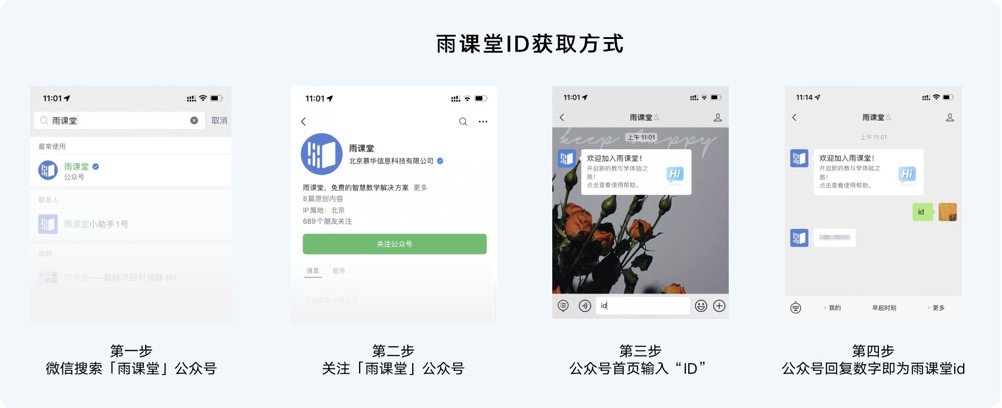 雨课堂ID获取方式
11:01
雨课堂
取消
最常使用
雨课堂
公众号
联系人
雨课堂小助手1号
群聊
11:01
雨课堂
北京慕华信息科技有限公司
雨课堂，免费的智慧教学解决方案 更多
8篇原创内容
IP属地：北京
689个朋友关注
关注公众号
消息 服务
11:01
雨课堂
keep happy
上午 11:01
欢迎加入雨课堂！
开启新的教与学体验之
旅！
点击查看使用帮助。
Hi
id
11:14
雨课堂
上午 11:01
欢迎加入雨课堂！
开启新的教与学体验之
旅！
点击查看使用帮助。
Hi
id
我的 早起时刻 更多
第一步
微信搜索「雨课堂」公众号
第二步
关注「雨课堂」公众号
第三步
公众号首页输入“ID”
第四步
公众号回复数字即为雨课堂id